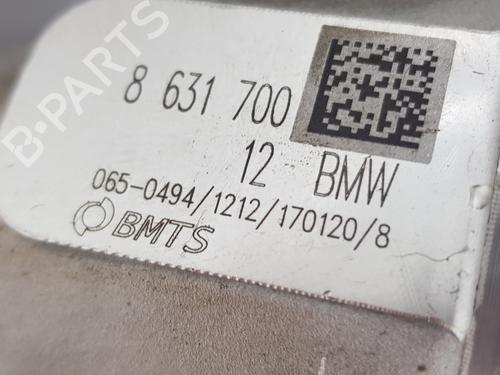 8 631 700
12 BMW
065-0494/1212/170120/8
BMTS
B-PARTS